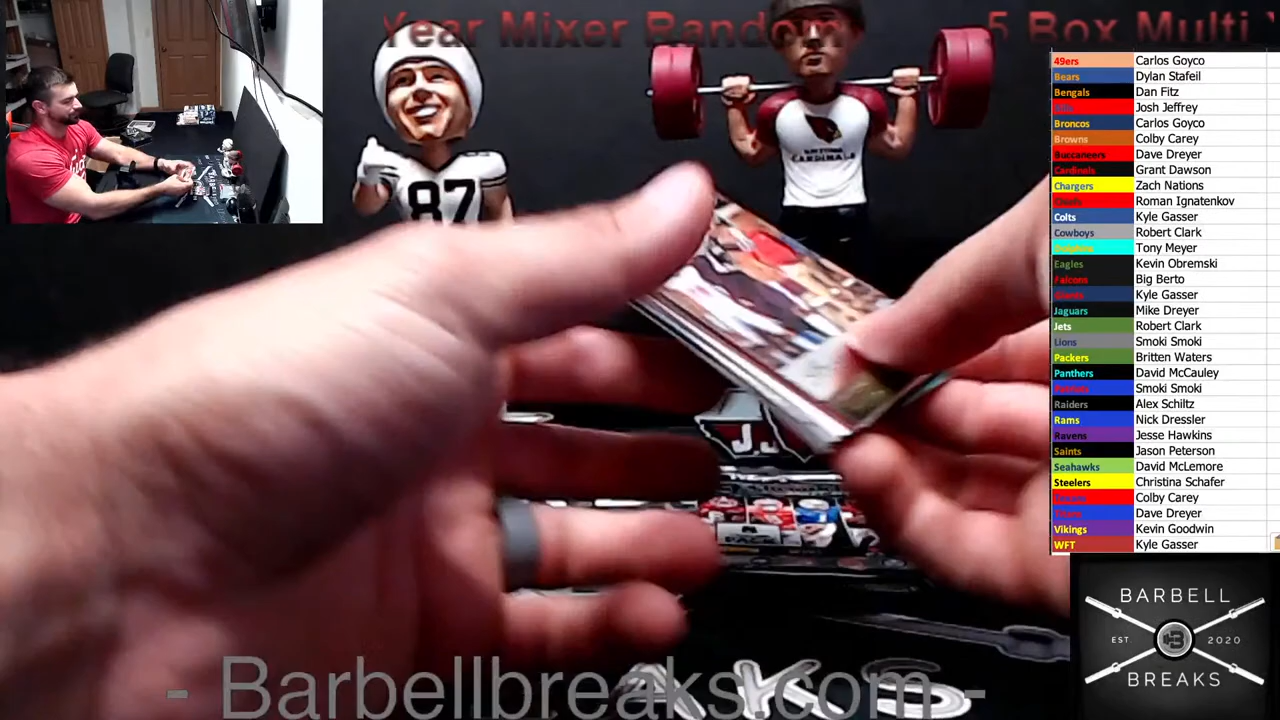 Year Mixer Random 5 Box Multi
49ers Carlos Goyco
Bears Dylan Stafeil
Bengals Dan Fitz
Bills Josh Jeffrey
Broncos Carlos Goyco
Browns Colby Carey
Buccaneers Dave Dreyer
Cardinals Grant Dawson
Chargers Zach Nations
Chiefs Roman Ignatenkov
Colts Kyle Gasser
Cowboys Robert Clark
Dolphins Tony Meyer
Eagles Kevin Obremski
Falcons Big Berto
Giants Kyle Gasser
Jaguars Mike Dreyer
Jets Robert Clark
Lions Smoki Smoki
Packers Britten Waters
Panthers David McCauley
Patriots Smoki Smoki
Raiders Alex Schiltz
Rams Nick Dressler
Ravens Jesse Hawkins
Saints Jason Peterson
Seahawks David McLemore
Steelers Christina Schafer
Texans Colby Carey
Titans Dave Dreyer
Vikings Kevin Goodwin
WFT Kyle Gasser
87
CARDINALS
J.J.
BARBELL
EST. 2020
BREAKS
- Barbellbreaks.com -